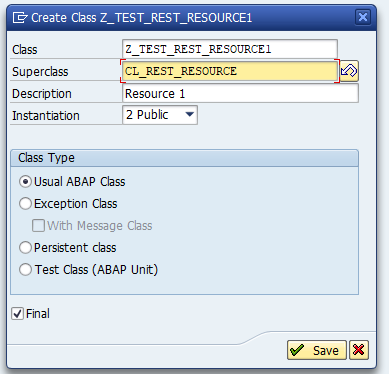 Create Class Z_TEST_REST_RESOURCE1
Class Z_TEST_REST_RESOURCE1
Superclass CL_REST_RESOURCE
Description Resource 1
Instantiation 2 Public
Class Type
Usual ABAP Class
Exception Class
With Message Class
Persistent class
Test Class (ABAP Unit)
Final
Save